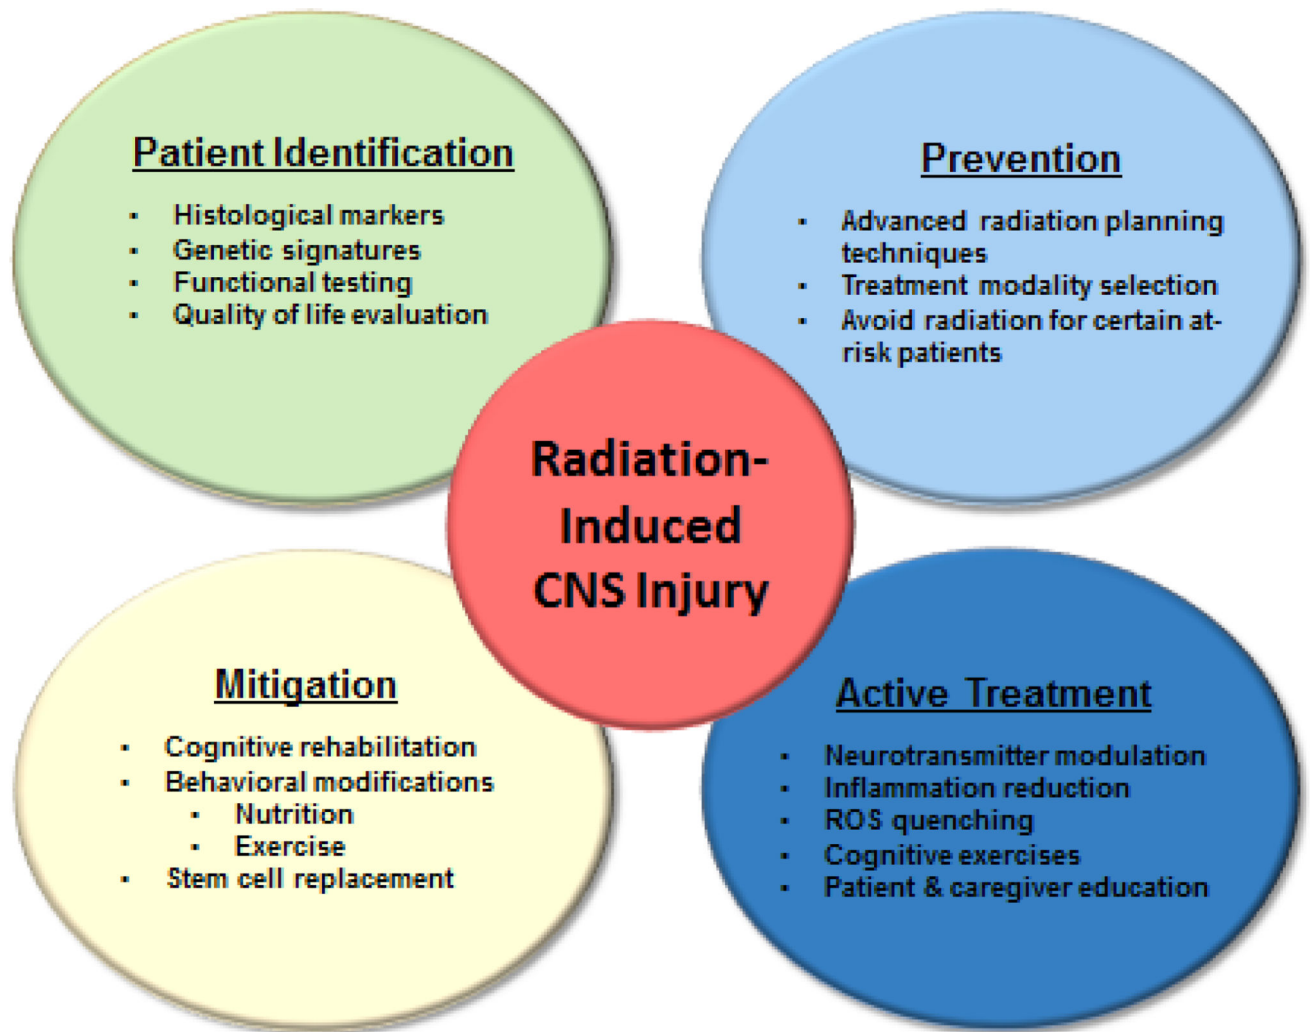 Patient Identification
▪ Histological markers
▪ Genetic signatures
▪ Functional testing
▪ Quality of life evaluation
Prevention
▪ Advanced radiation planning
techniques
▪ Treatment modality selection
▪ Avoid radiation for certain at-
risk patients
Radiation-
Induced
CNS Injury
Mitigation
▪ Cognitive rehabilitation
▪ Behavioral modifications
▪ Nutrition
▪ Exercise
▪ Stem cell replacement
Active Treatment
▪ Neurotransmitter modulation
▪ Inflammation reduction
▪ ROS quenching
▪ Cognitive exercises
▪ Patient & caregiver education